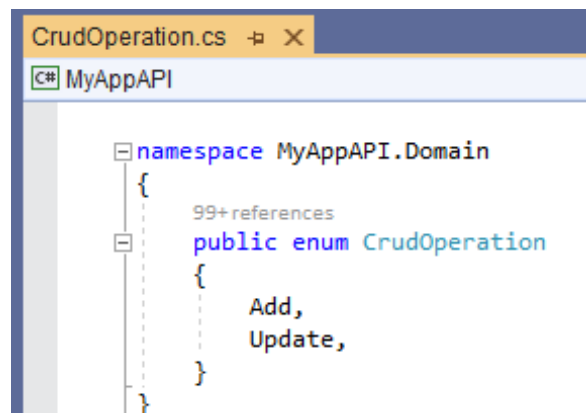 CrudOperation.cs
C# MyAppAPI
namespace MyAppAPI.Domain
{
99+ references
public enum CrudOperation
{
Add,
Update,
}
}